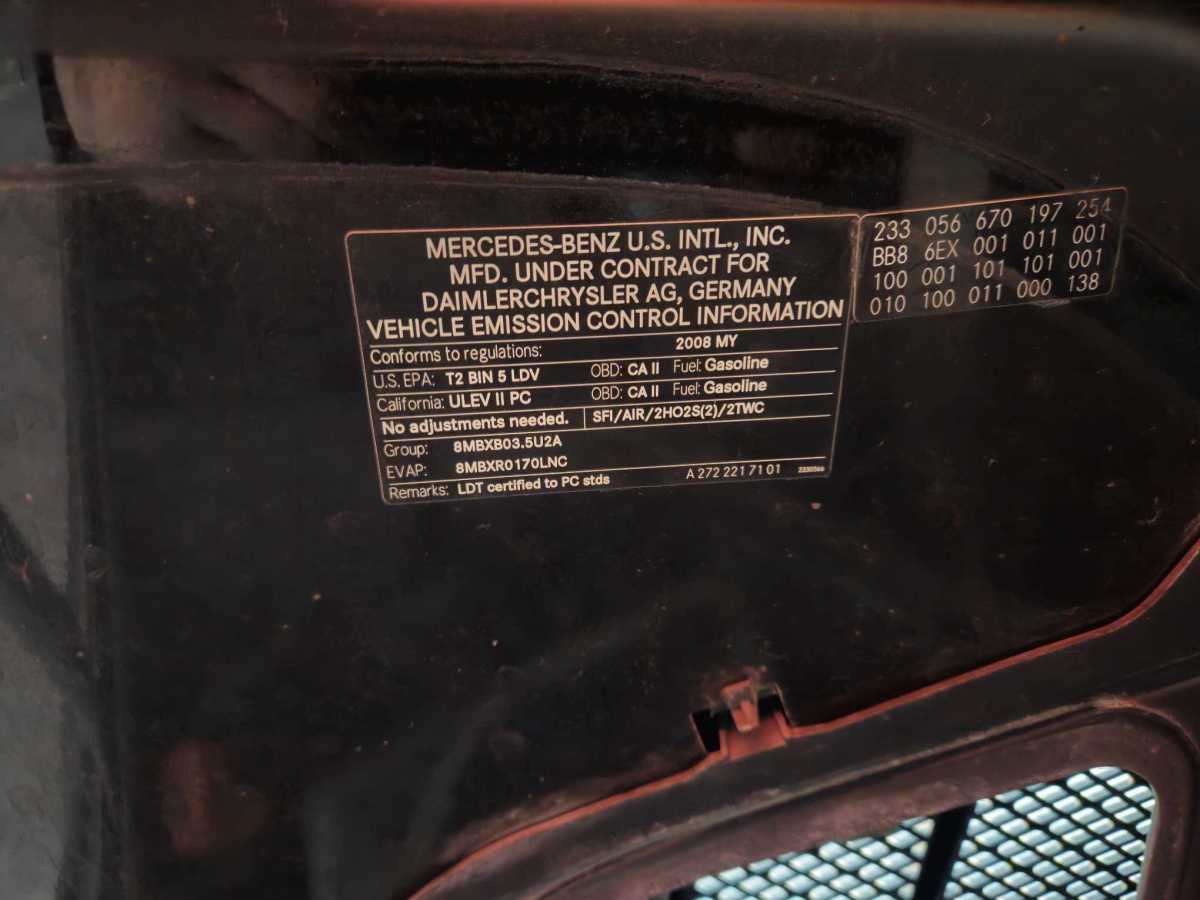 MERCEDES-BENZ U.S. INTL., INC.
MFD. UNDER CONTRACT FOR
DAIMLERCHRYSLER AG, GERMANY
VEHICLE EMISSION CONTROL INFORMATION
Conforms to regulations: 2008 MY
U.S. EPA: T2 BIN 5 LDV OBD: CA II Fuel: Gasoline
California: ULEV II PC OBD: CA II Fuel: Gasoline
No adjustments needed. SFI/AIR/2HO2S(2)/2TWC
Group: 8MBXB03.5U2A
EVAP: 8MBXR0170LNC
Remarks: LDT certified to PC stds A 272 221 71 01
233 056 670 197 254
BB8 6EX 001 011 001
100 001 101 101 001
010 100 011 000 138